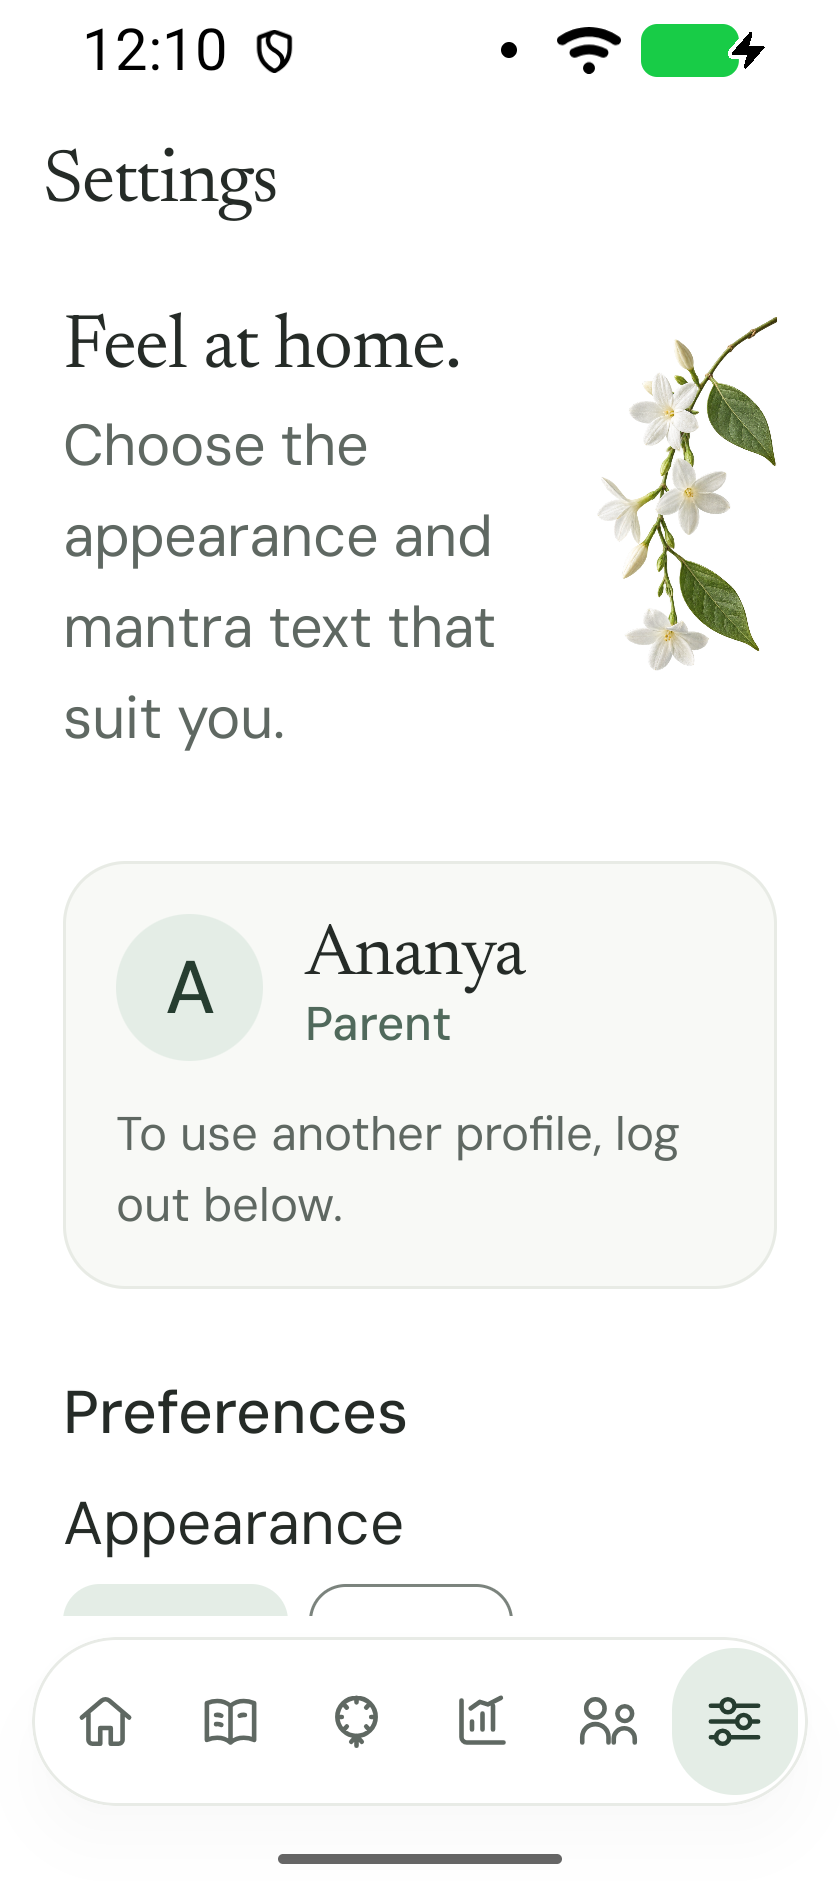 12:10
Settings
Feel at home.
Choose the
appearance and
mantra text that
suit you.
A
Ananya
Parent
To use another profile, log
out below.
Preferences
Appearance